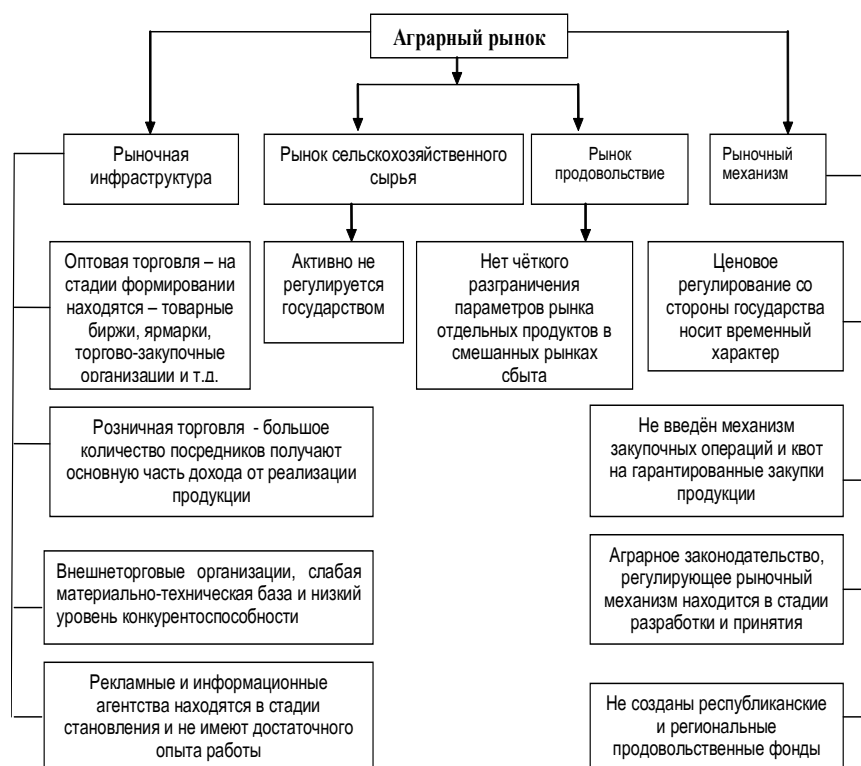 Аграрный рынок
Рыночная
инфраструктура
Рынок сельскохозяйственного
сырья
Рынок
продовольствие
Рыночный
механизм
Оптовая торговля – на
стадии формировании
находятся – товарные
биржи, ярмарки,
торгово-закупочные
организации и т.д.
Активно не
регулируется
государством
Нет чёткого
разграничения
параметров рынка
отдельных продуктов в
смешанных рынках
сбыта
Ценовое
регулирование со
стороны государства
носит временный
характер
Розничная торговля - большое
количество посредников получают
основную часть дохода от реализации
продукции
Не введён механизм
закупочных операций и квот
на гарантированные закупки
продукции
Внешнеторговые организации, слабая
материально-техническая база и низкий
уровень конкурентоспособности
Аграрное законодательство,
регулирующее рыночный
механизм находится в стадии
разработки и принятия
Рекламные и информационные
агентства находятся в стадии
становления и не имеют достаточного
опыта работы
Не созданы республиканские
и региональные
продовольственные фонды